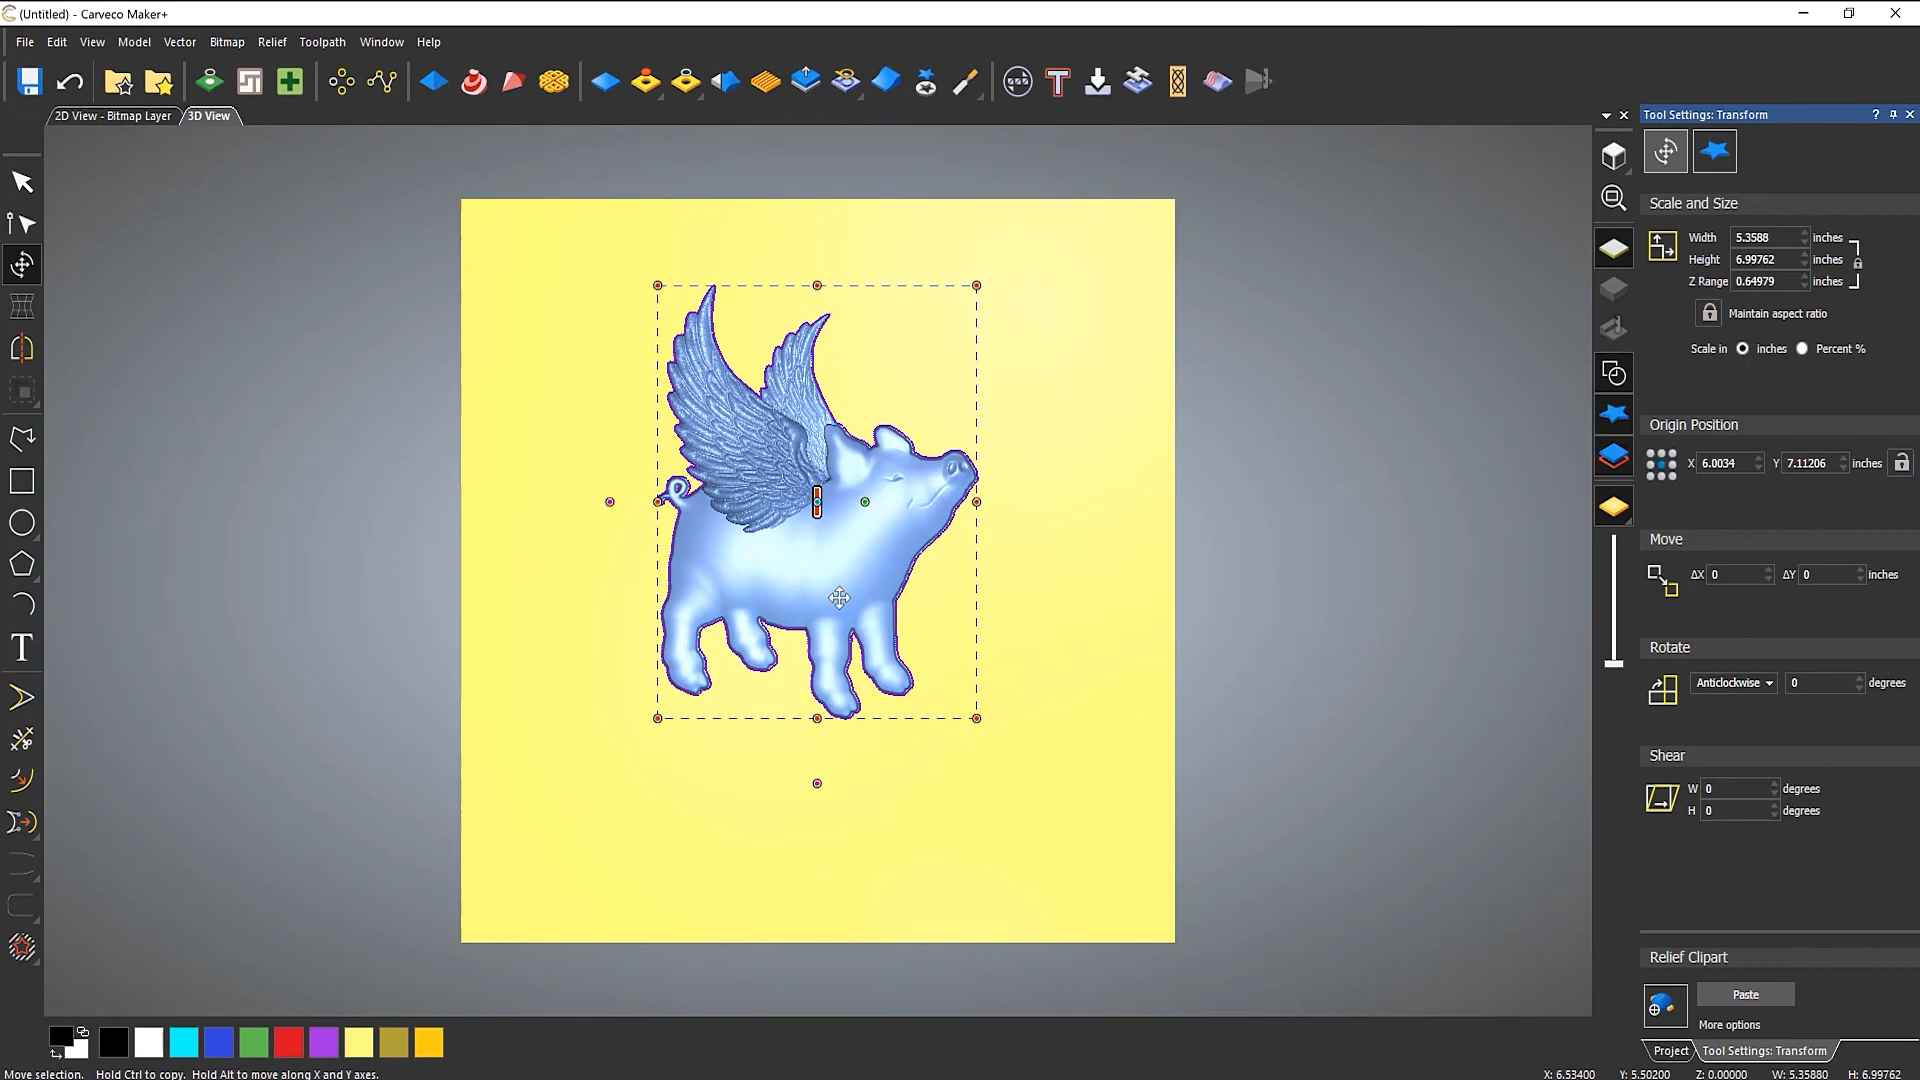 (Untitled) - Carveco Maker+
File Edit View Model Vector Bitmap Relief Toolpath Window Help
2D View - Bitmap Layer 3D View
Tool Settings: Transform
Scale and Size
Width 5.3588 inches
Height 6.99762 inches
Z Range 0.64979 inches
Maintain aspect ratio
Scale in inches Percent %
Origin Position
X 6.0034 Y 7.11206 inches
Move
ΔX 0 ΔY 0 inches
Rotate
Anticlockwise 0 degrees
Shear
W 0 degrees
H 0 degrees
Relief Clipart
Paste
More options
Project Tool Settings: Transform
Move selection. Hold Ctrl to copy. Hold Alt to move along X and Y axes. X: 6.53400 Y: 5.50200 Z: 0.00000 W: 5.35880 H: 6.99762